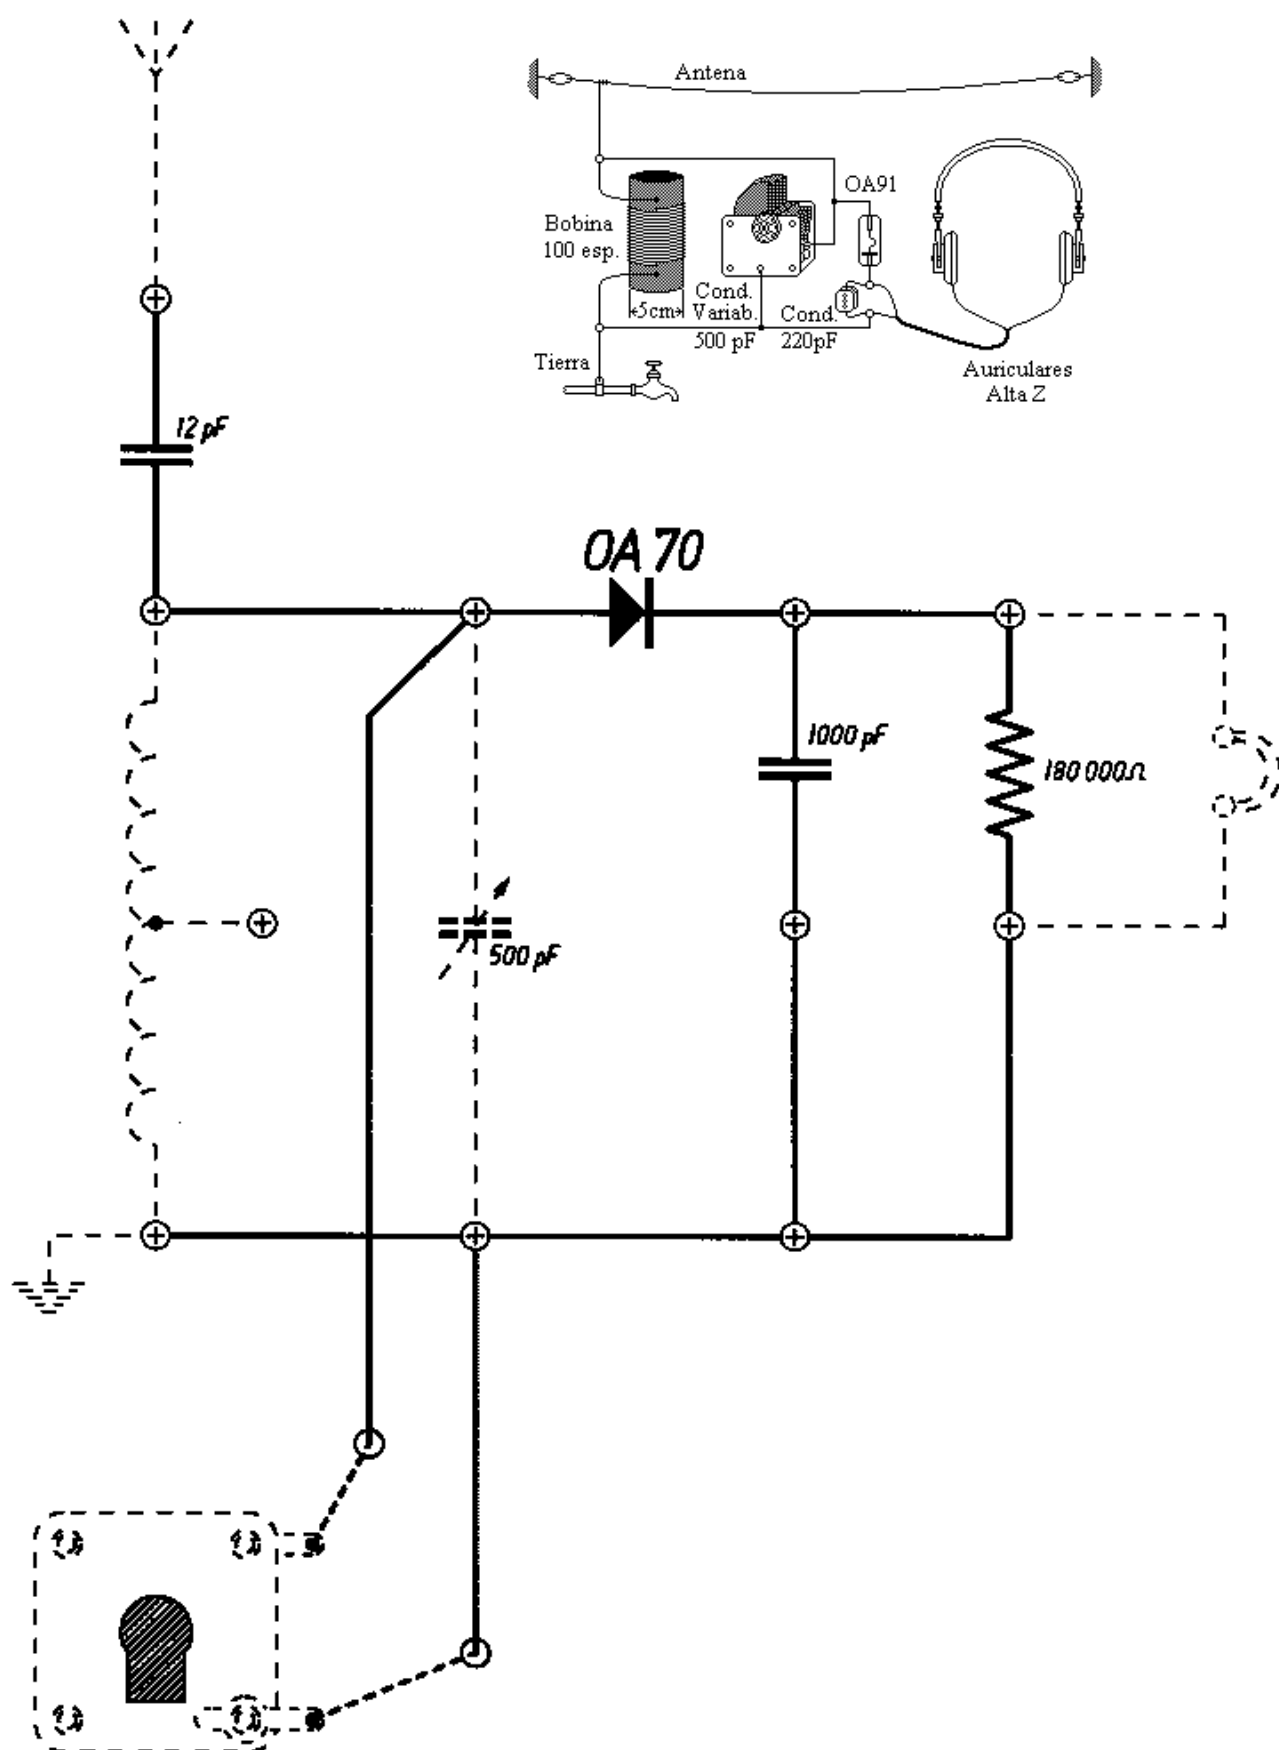 Antena
OA91
Bobina
100 esp.
5cm
Cond.
Variab.
500 pF
Cond.
220pF
Tierra
Auriculares
Alta Z
12 pF
OA 70
1000 pF
180 000Ω
500 pF